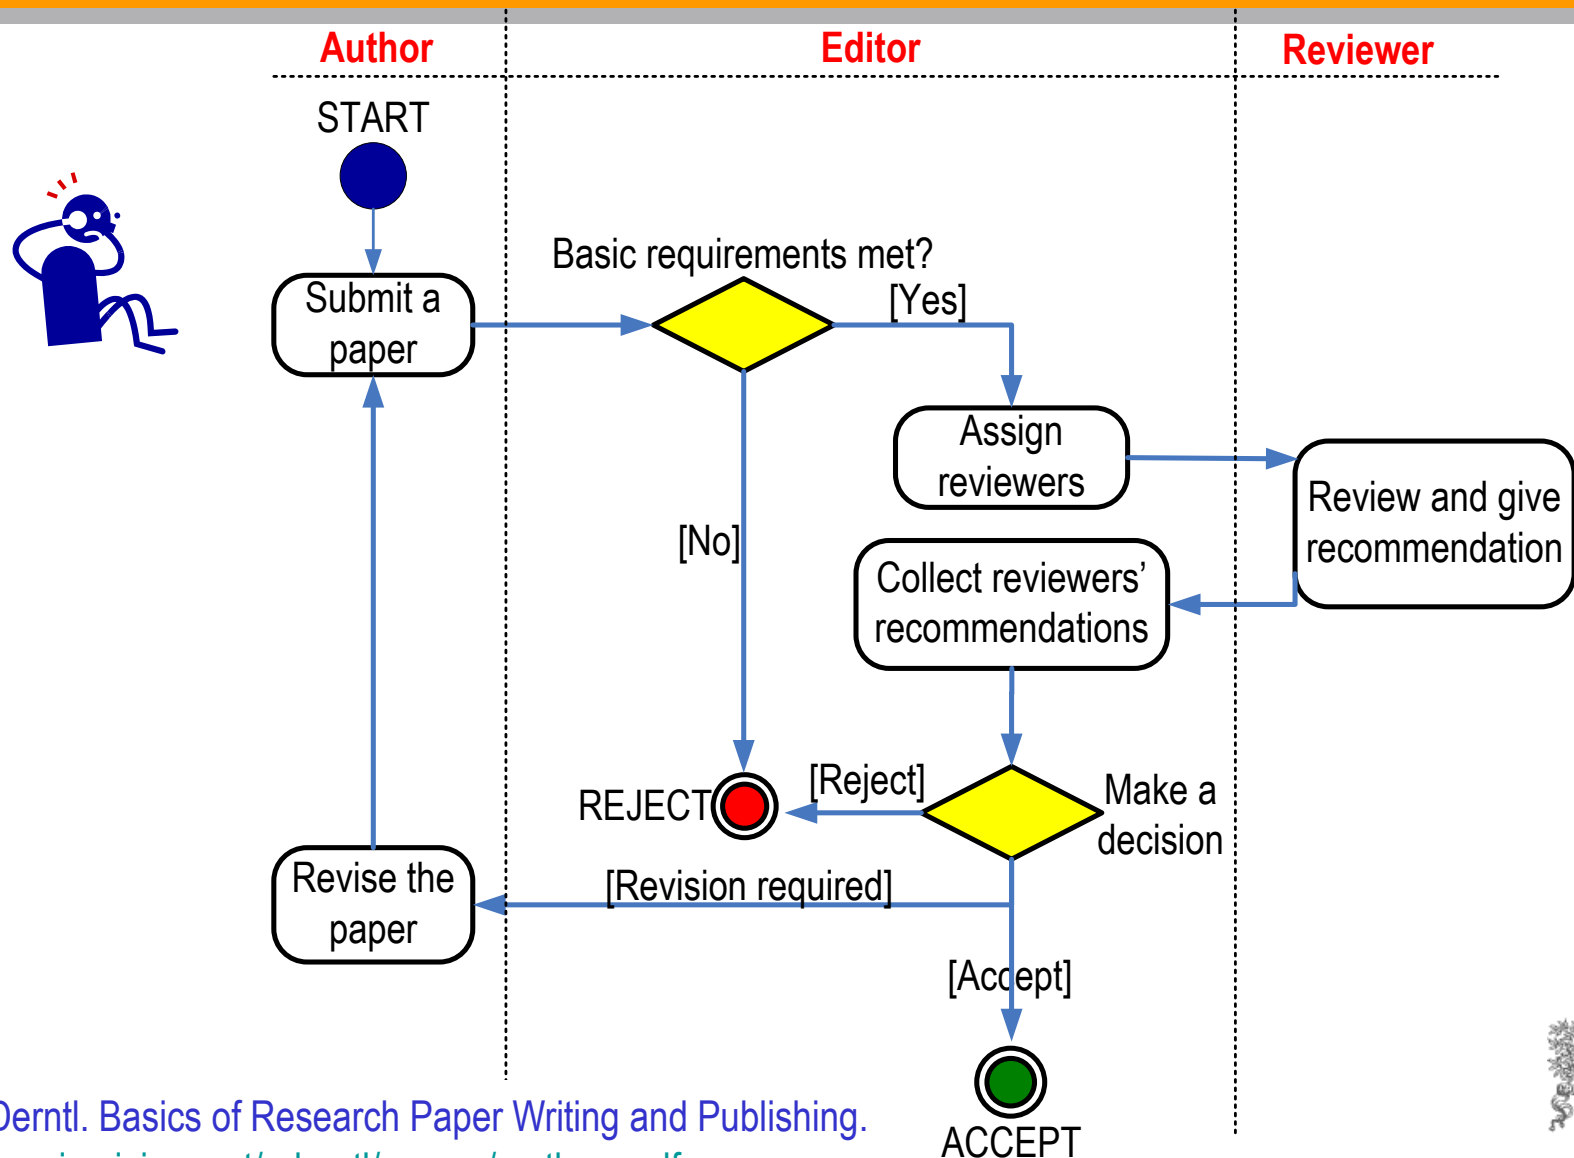 Author
Editor
Reviewer
START
Basic requirements met?
[Yes]
Submit a
paper
Assign
reviewers
Review and give
recommendation
[No]
Collect reviewers’
recommendations
[Reject]
REJECT
Make a
decision
Revise the
paper
[Revision required]
[Accept]
ACCEPT
Derntl. Basics of Research Paper Writing and Publishing.